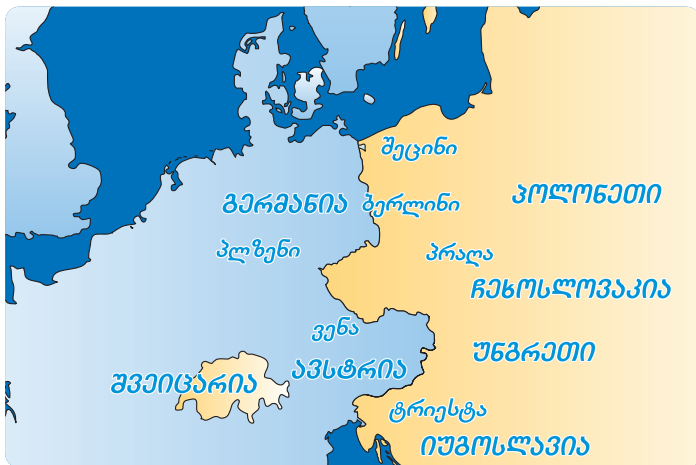 შეცინი
გერმანია
ბერლინი
პოლონეთი
პლზენი
პრაღა
ჩეხოსლოვაკია
ვენა
უნგრეთი
ავსტრია
შვეიცარია
ტრიესტა
იუგოსლავია